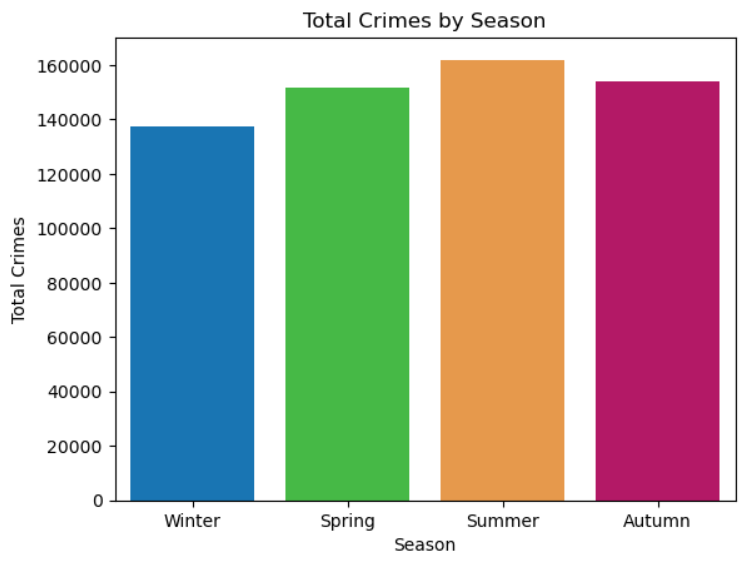 Total Crimes by Season
Total Crimes
160000
140000
120000
100000
80000
60000
40000
20000
0
Winter Spring Summer Autumn
Season